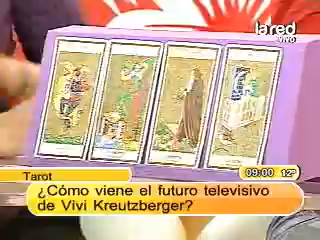 la red
VIVO
Tarot
09:00 12°
¿Cómo viene el futuro televisivo
de Vivi Kreutzberger?